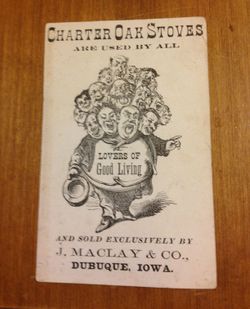 CHARTER OAK STOVES
ARE USED BY ALL
LOVERS OF
Good Living
AND SOLD EXCLUSIVELY BY
J. MACLAY & CO.,
DUBUQUE, IOWA.